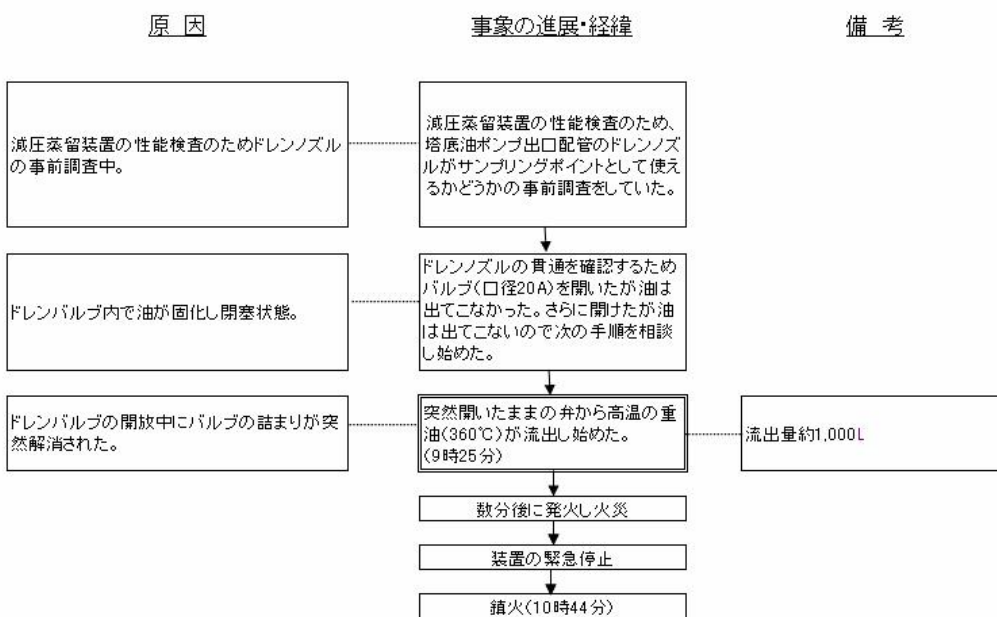 原 因
事象の進展・経緯
備 考
減圧蒸留装置の性能検査のためドレンノズル
の事前調査中。
減圧蒸留装置の性能検査のため、
塔底油ポンプ出口配管のドレンノズ
ルがサンプリングポイントとして使え
るかどうかの事前調査をしていた。
ドレンバルブ内で油が固化し閉塞状態。
ドレンノズルの貫通を確認するため
バルブ(口径20A)を開いたが油は
出てこなかった。さらに開けたが油
は出てこないので次の手順を相談
し始めた。
ドレンバルブの開放中にバルブの詰まりが突
然解消された。
突然開いたままの弁から高温の重
油(360℃)が流出し始めた。
(9時25分)
流出量約1,000L
数分後に発火し火災
装置の緊急停止
鎮火(10時44分)